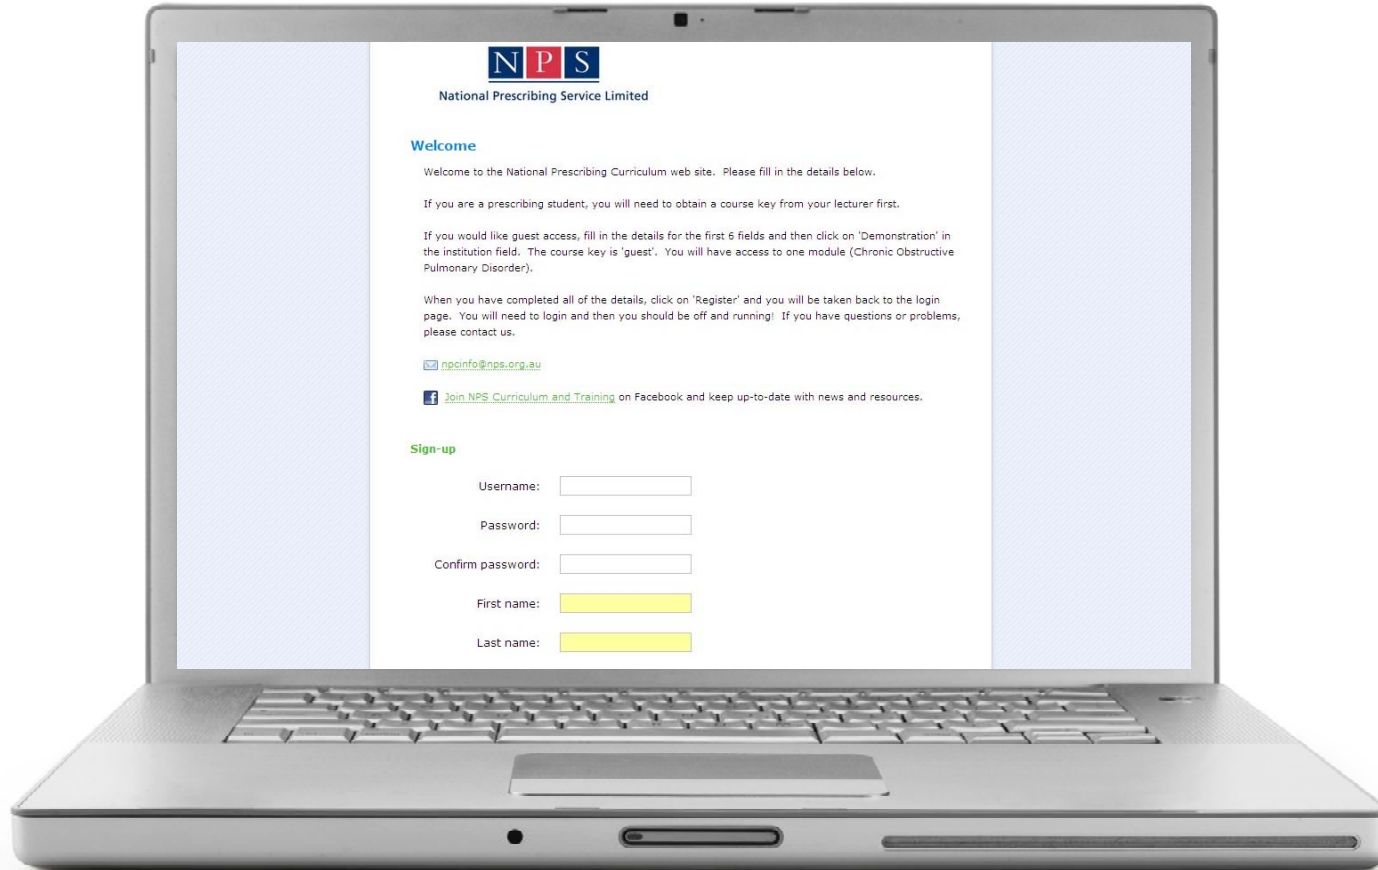 NPS
National Prescribing Service Limited
Welcome
Welcome to the National Prescribing Curriculum web site. Please fill in the details below.
If you are a prescribing student, you will need to obtain a course key from your lecturer first.
If you would like guest access, fill in the details for the first 6 fields and then click on 'Demonstration' in
the institution field. The course key is 'guest'. You will have access to one module (Chronic Obstructive
Pulmonary Disorder).
When you have completed all of the details, click on 'Register' and you will be taken back to the login
page. You will need to login and then you should be off and running! If you have questions or problems,
please contact us.
npcinfo@nps.org.au
f Join NPS Curriculum and Training on Facebook and keep up-to-date with news and resources.
Sign-up
Username:
Password:
Confirm password:
First name:
Last name: